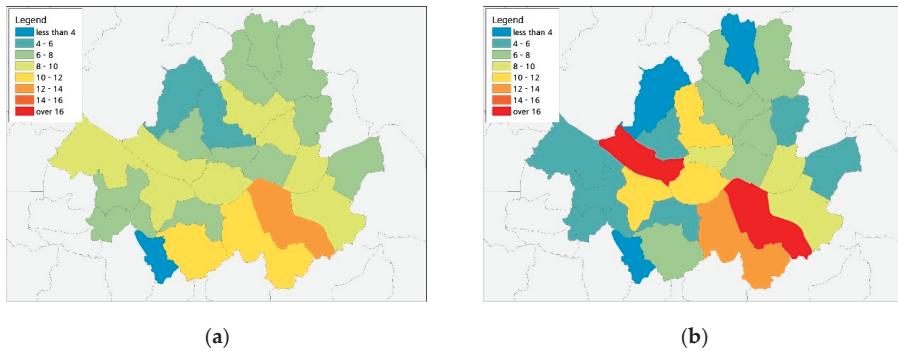 Legend
less than 4
4 - 6
6 - 8
8 - 10
10 - 12
12 - 14
14 - 16
over 16
Legend
less than 4
4 - 6
6 - 8
8 - 10
10 - 12
12 - 14
14 - 16
over 16
(a)
(b)